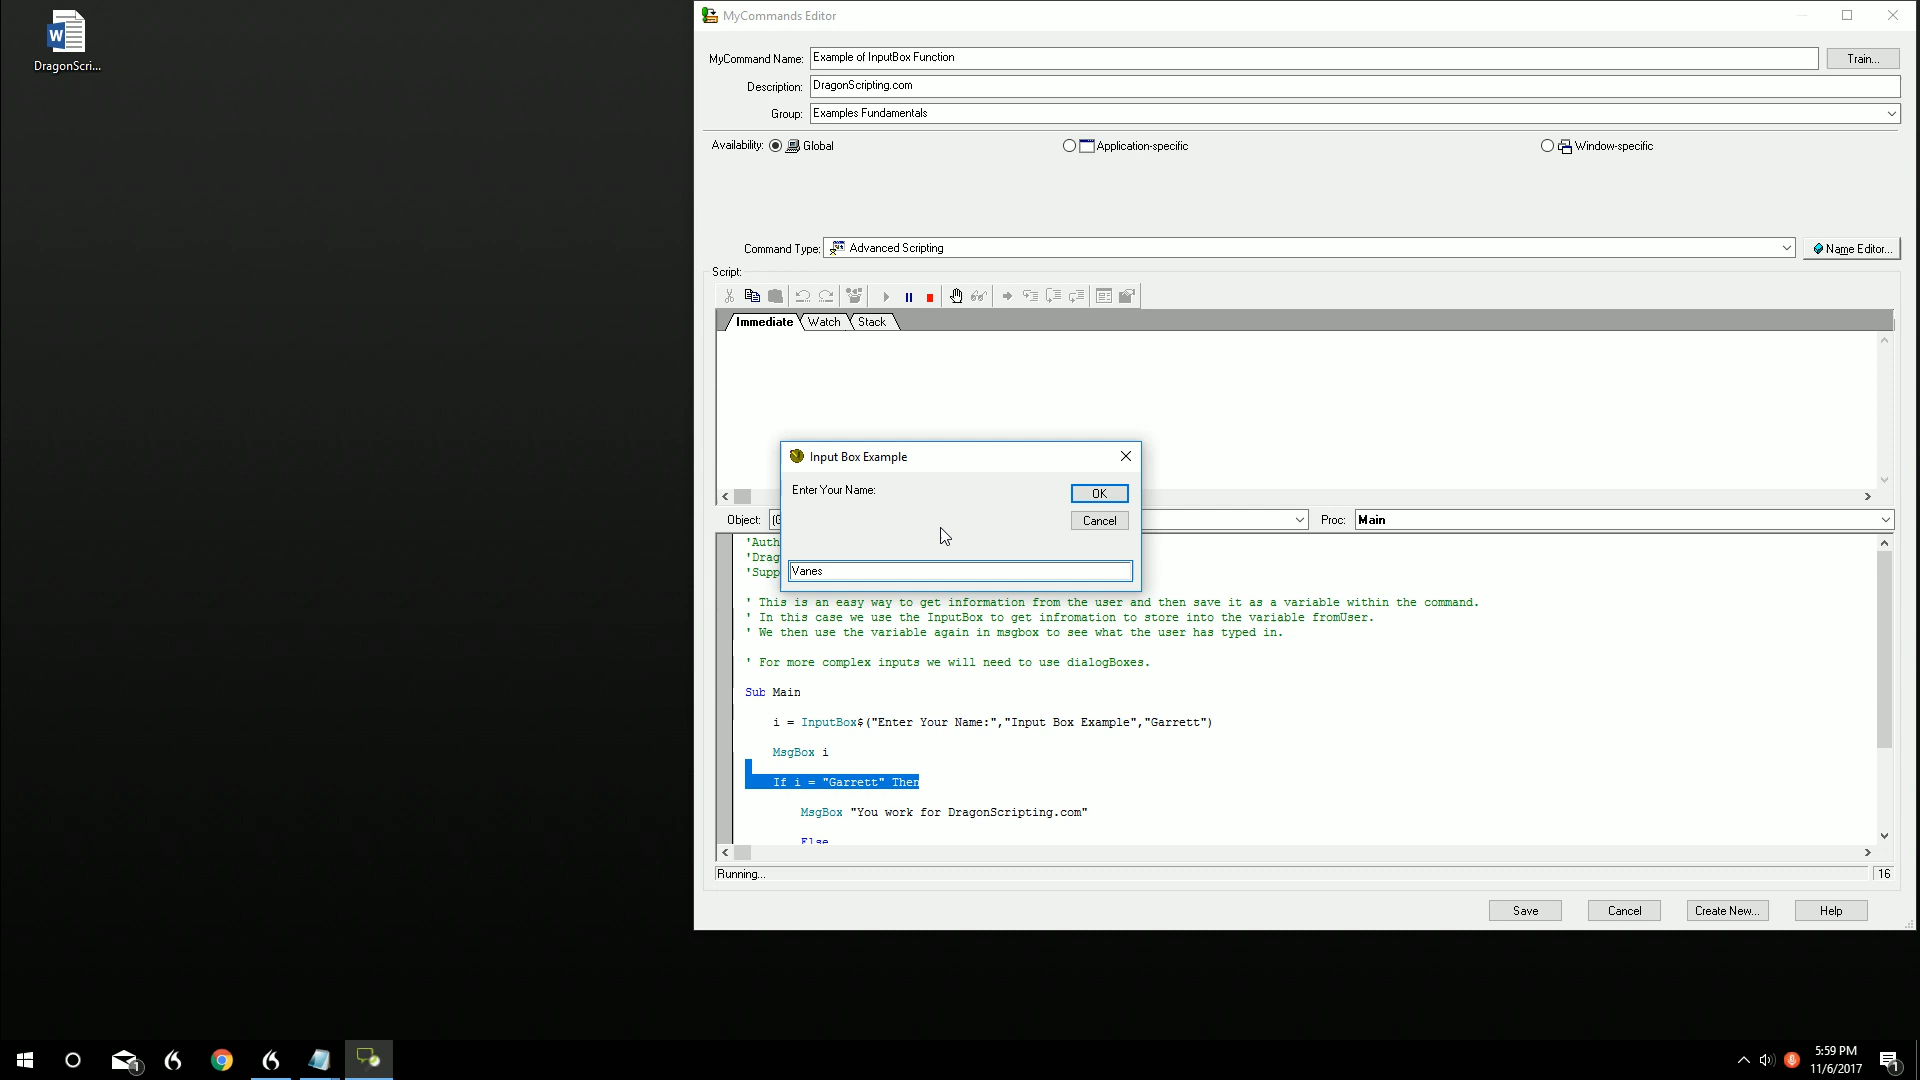 DragonScri...
MyCommands Editor
MyCommand Name: Example of InputBox Function Train...
Description: DragonScripting.com
Group: Examples Fundamentals
Availability: Global Application-specific Window-specific
Command Type: Advanced Scripting Name Editor...
Script:
Immediate Watch Stack
Input Box Example
Enter Your Name:
OK
Cancel
Vanes
Object: Proc: Main
'Auth
'Drag
'Supp
' This is an easy way to get information from the user and then save it as a variable within the command.
' In this case we use the InputBox to get infromation to store into the variable fromUser.
' We then use the variable again in msgbox to see what the user has typed in.
' For more complex inputs we will need to use dialogBoxes.
Sub Main
i = InputBox$("Enter Your Name:","Input Box Example","Garrett")
MsgBox i
If i = "Garrett" Then
MsgBox "You work for DragonScripting.com"
Else
Running... 16
Save Cancel Create New... Help
5:59 PM
11/6/2017
1
1